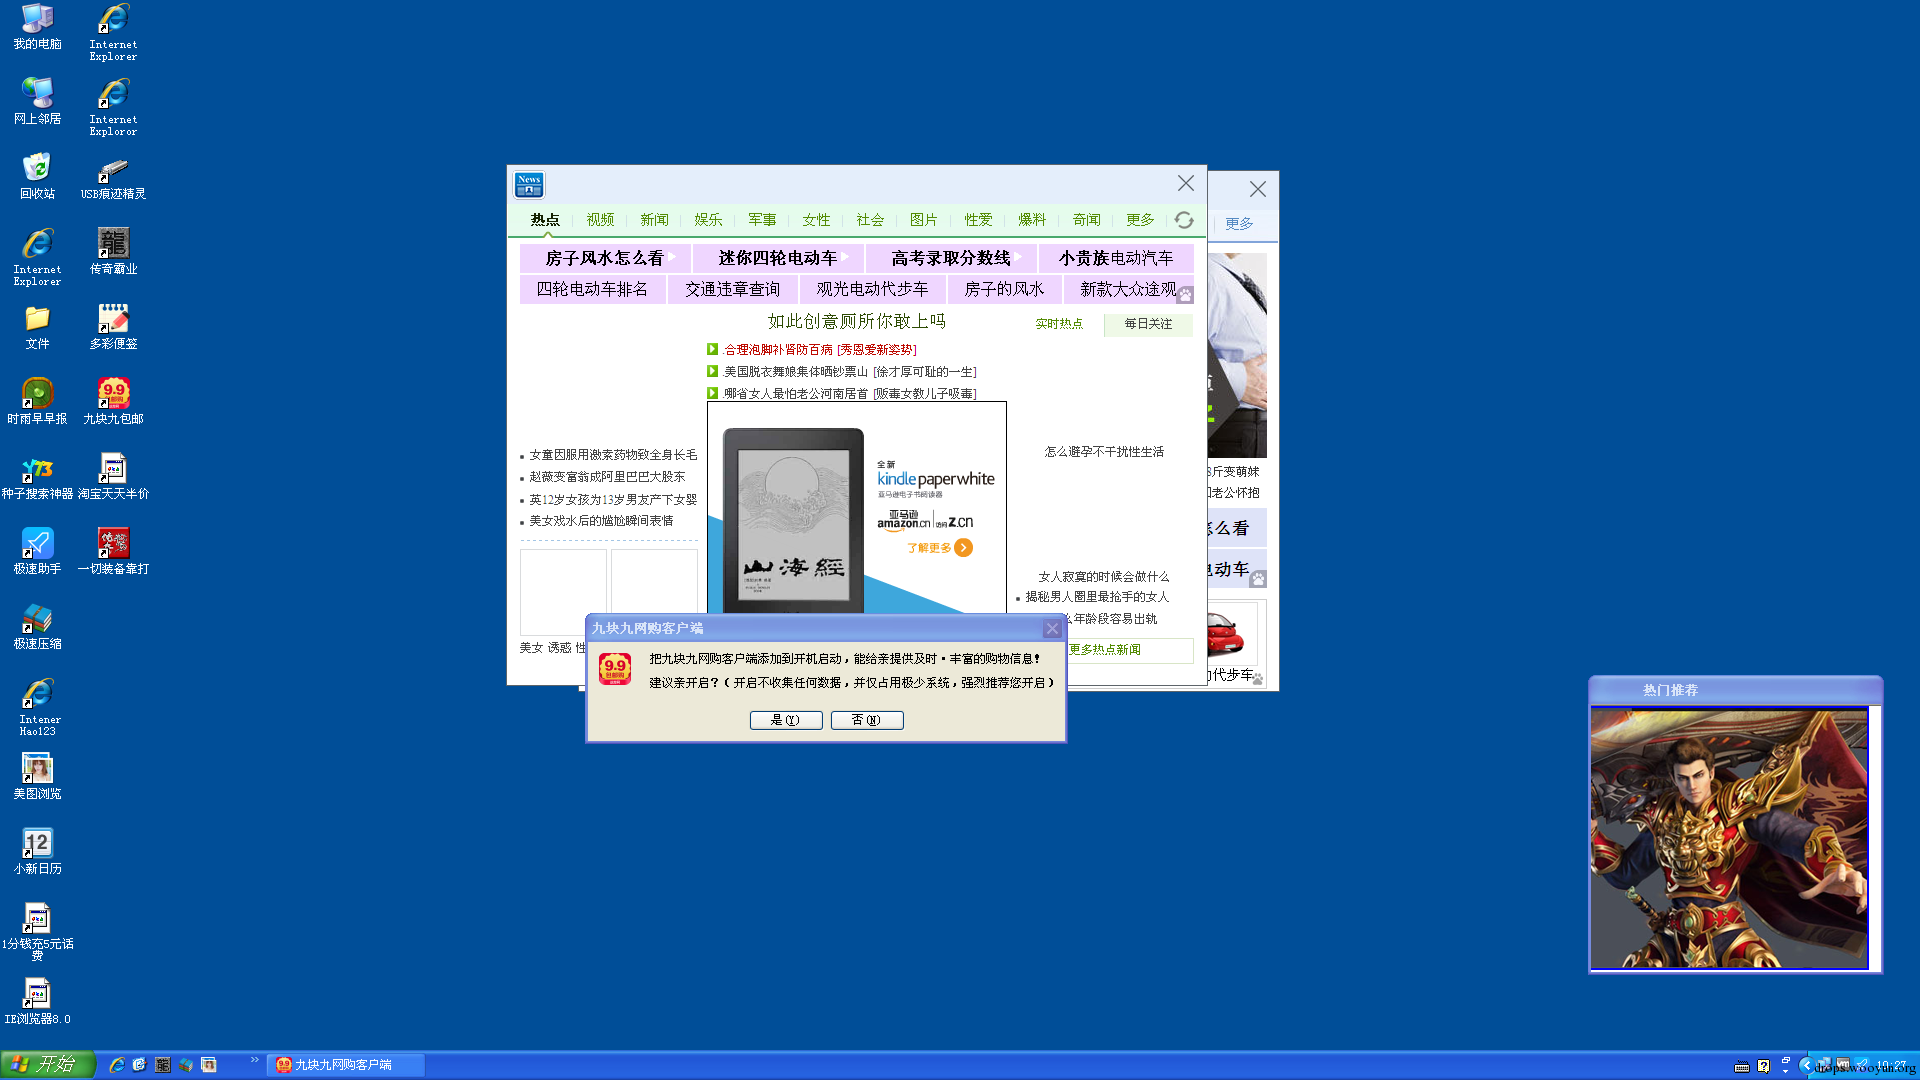 我的电脑
Internet
Explorer
网上邻居
Internet
Exploror
回收站
USB痕迹精灵
Internet
Explorer
传奇霸业
文件
多彩便签
时雨早早报
九块九包邮
种子搜索神器
淘宝天天半价
极速助手
一切装备靠打
极速压缩
Intener
Hao123
美图浏览
小新日历
1分钱充5元话
费
IE浏览器8.0
News
热点 视频 新闻 娱乐 军事 女性 社会 图片 性爱 爆料 奇闻 更多
更多
房子风水怎么看 迷你四轮电动车 高考录取分数线 小贵族电动汽车
四轮电动车排名 交通违章查询 观光电动代步车 房子的风水 新款大众途观
如此创意厕所你敢上吗
实时热点 每日关注
.合理泡脚补肾防百病 [秀恩爱新姿势]
.美国脱衣舞娘集体晒钞票山 [徐才厚可耻的一生]
.哪省女人最怕老公河南居首 [贩毒女教儿子吸毒]
女童因服用激素药物致全身长毛
赵薇变富翁成阿里巴巴大股东
英12岁女孩为13岁男友产下女婴
美女戏水后的尴尬瞬间表情
美女 诱惑 性
全新
kindle paperwhite
亚马逊电子书阅读器
亚马逊
amazon.cn 访问 z.cn
了解更多
山海經
怎么避孕不干扰性生活
女人寂寞的时候会做什么
揭秘男人圈里最抢手的女人
么年龄段容易出轨
更多热点新闻
8斤变萌妹
老公怀抱
怎么看
电动车
代步车
九块九网购客户端
9.9
包邮购
把九块九网购客户端添加到开机启动，能给亲提供及时·丰富的购物信息！
建议亲开启？（开启不收集任何数据，并仅占用极少系统，强烈推荐您开启）
是(Y) 否(N)
热门推荐
开始
九块九网购客户端
10:27
drops.wooyun.org